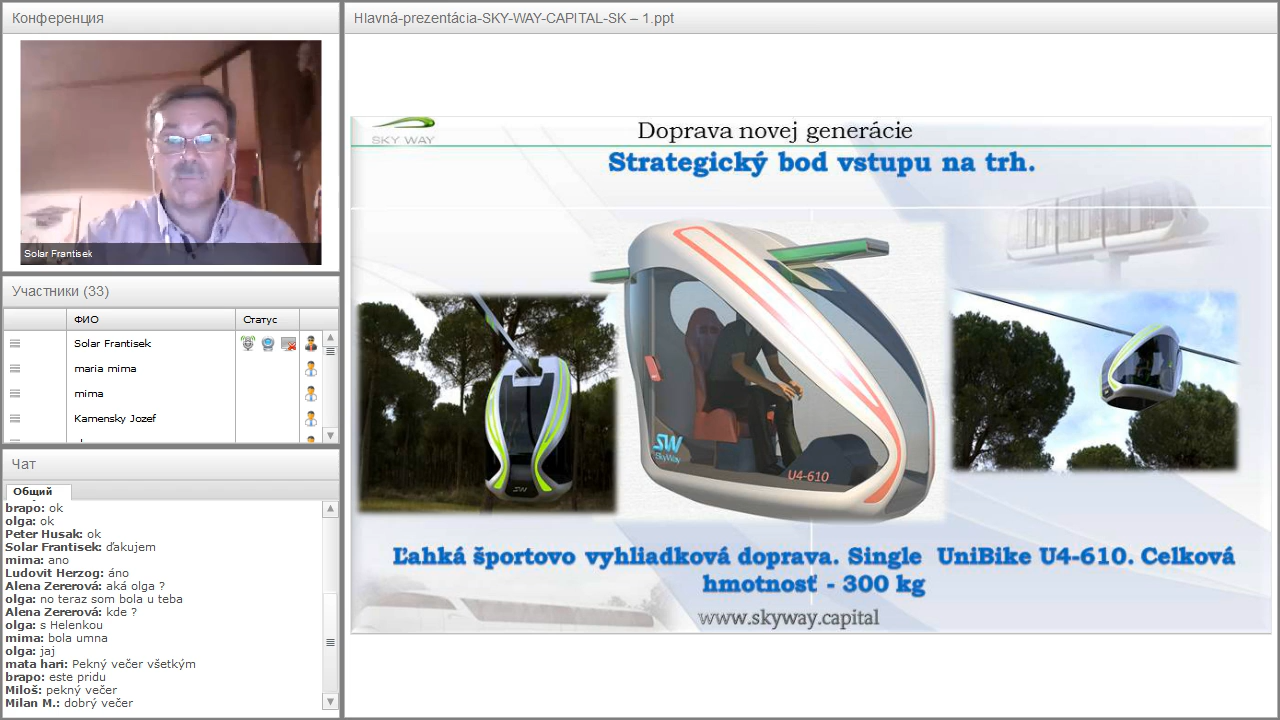 Конференция
Solar Frantisek
Участники (33)
ФИО
Статус
Solar Frantisek
maria mima
mima
Kamensky Jozef
Чат
Общий
brapo: ok
olga: ok
Peter Husak: ok
Solar Frantisek: ďakujem
mima: ano
Ludovit Herzog: áno
Alena Zererová: aká olga ?
olga: no teraz som bola u teba
Alena Zererová: kde ?
olga: s Helenkou
mima: bola umna
olga: jaj
mata hari: Pekný večer všetkým
brapo: este pridu
Miloš: pekný večer
Milan M.: dobrý večer
Hlavná-prezentácia-SKY-WAY-CAPITAL-SK – 1.ppt
SKY WAY
Doprava novej generácie
Strategický bod vstupu na trh.
SW
SW
SkyWay
U4-610
Ľahká športovo vyhliadková doprava. Single UniBike U4-610. Celková
hmotnosť - 300 kg
www.skyway.capital